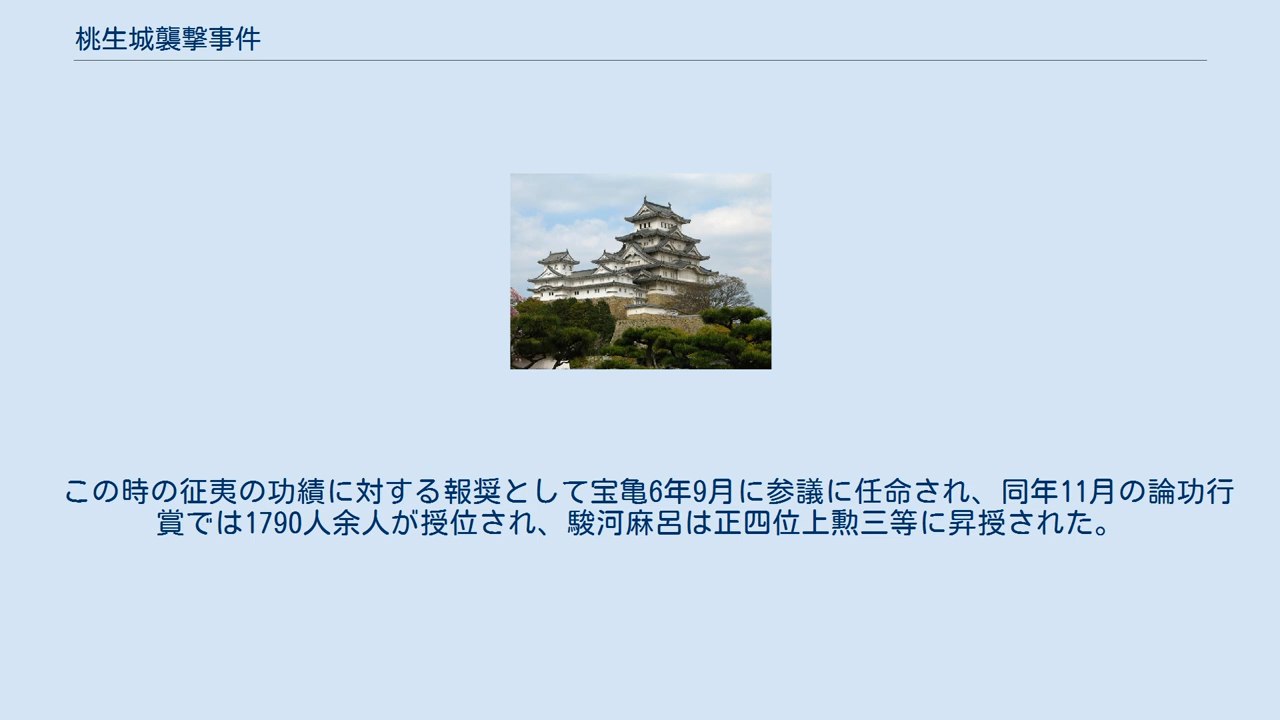 桃生城襲撃事件
この時の征夷の功績に対する報奨として宝亀6年9月に参議に任命され、同年11月の論功行
賞では1790人余人が授位され、駿河麻呂は正四位上勲三等に昇授された。